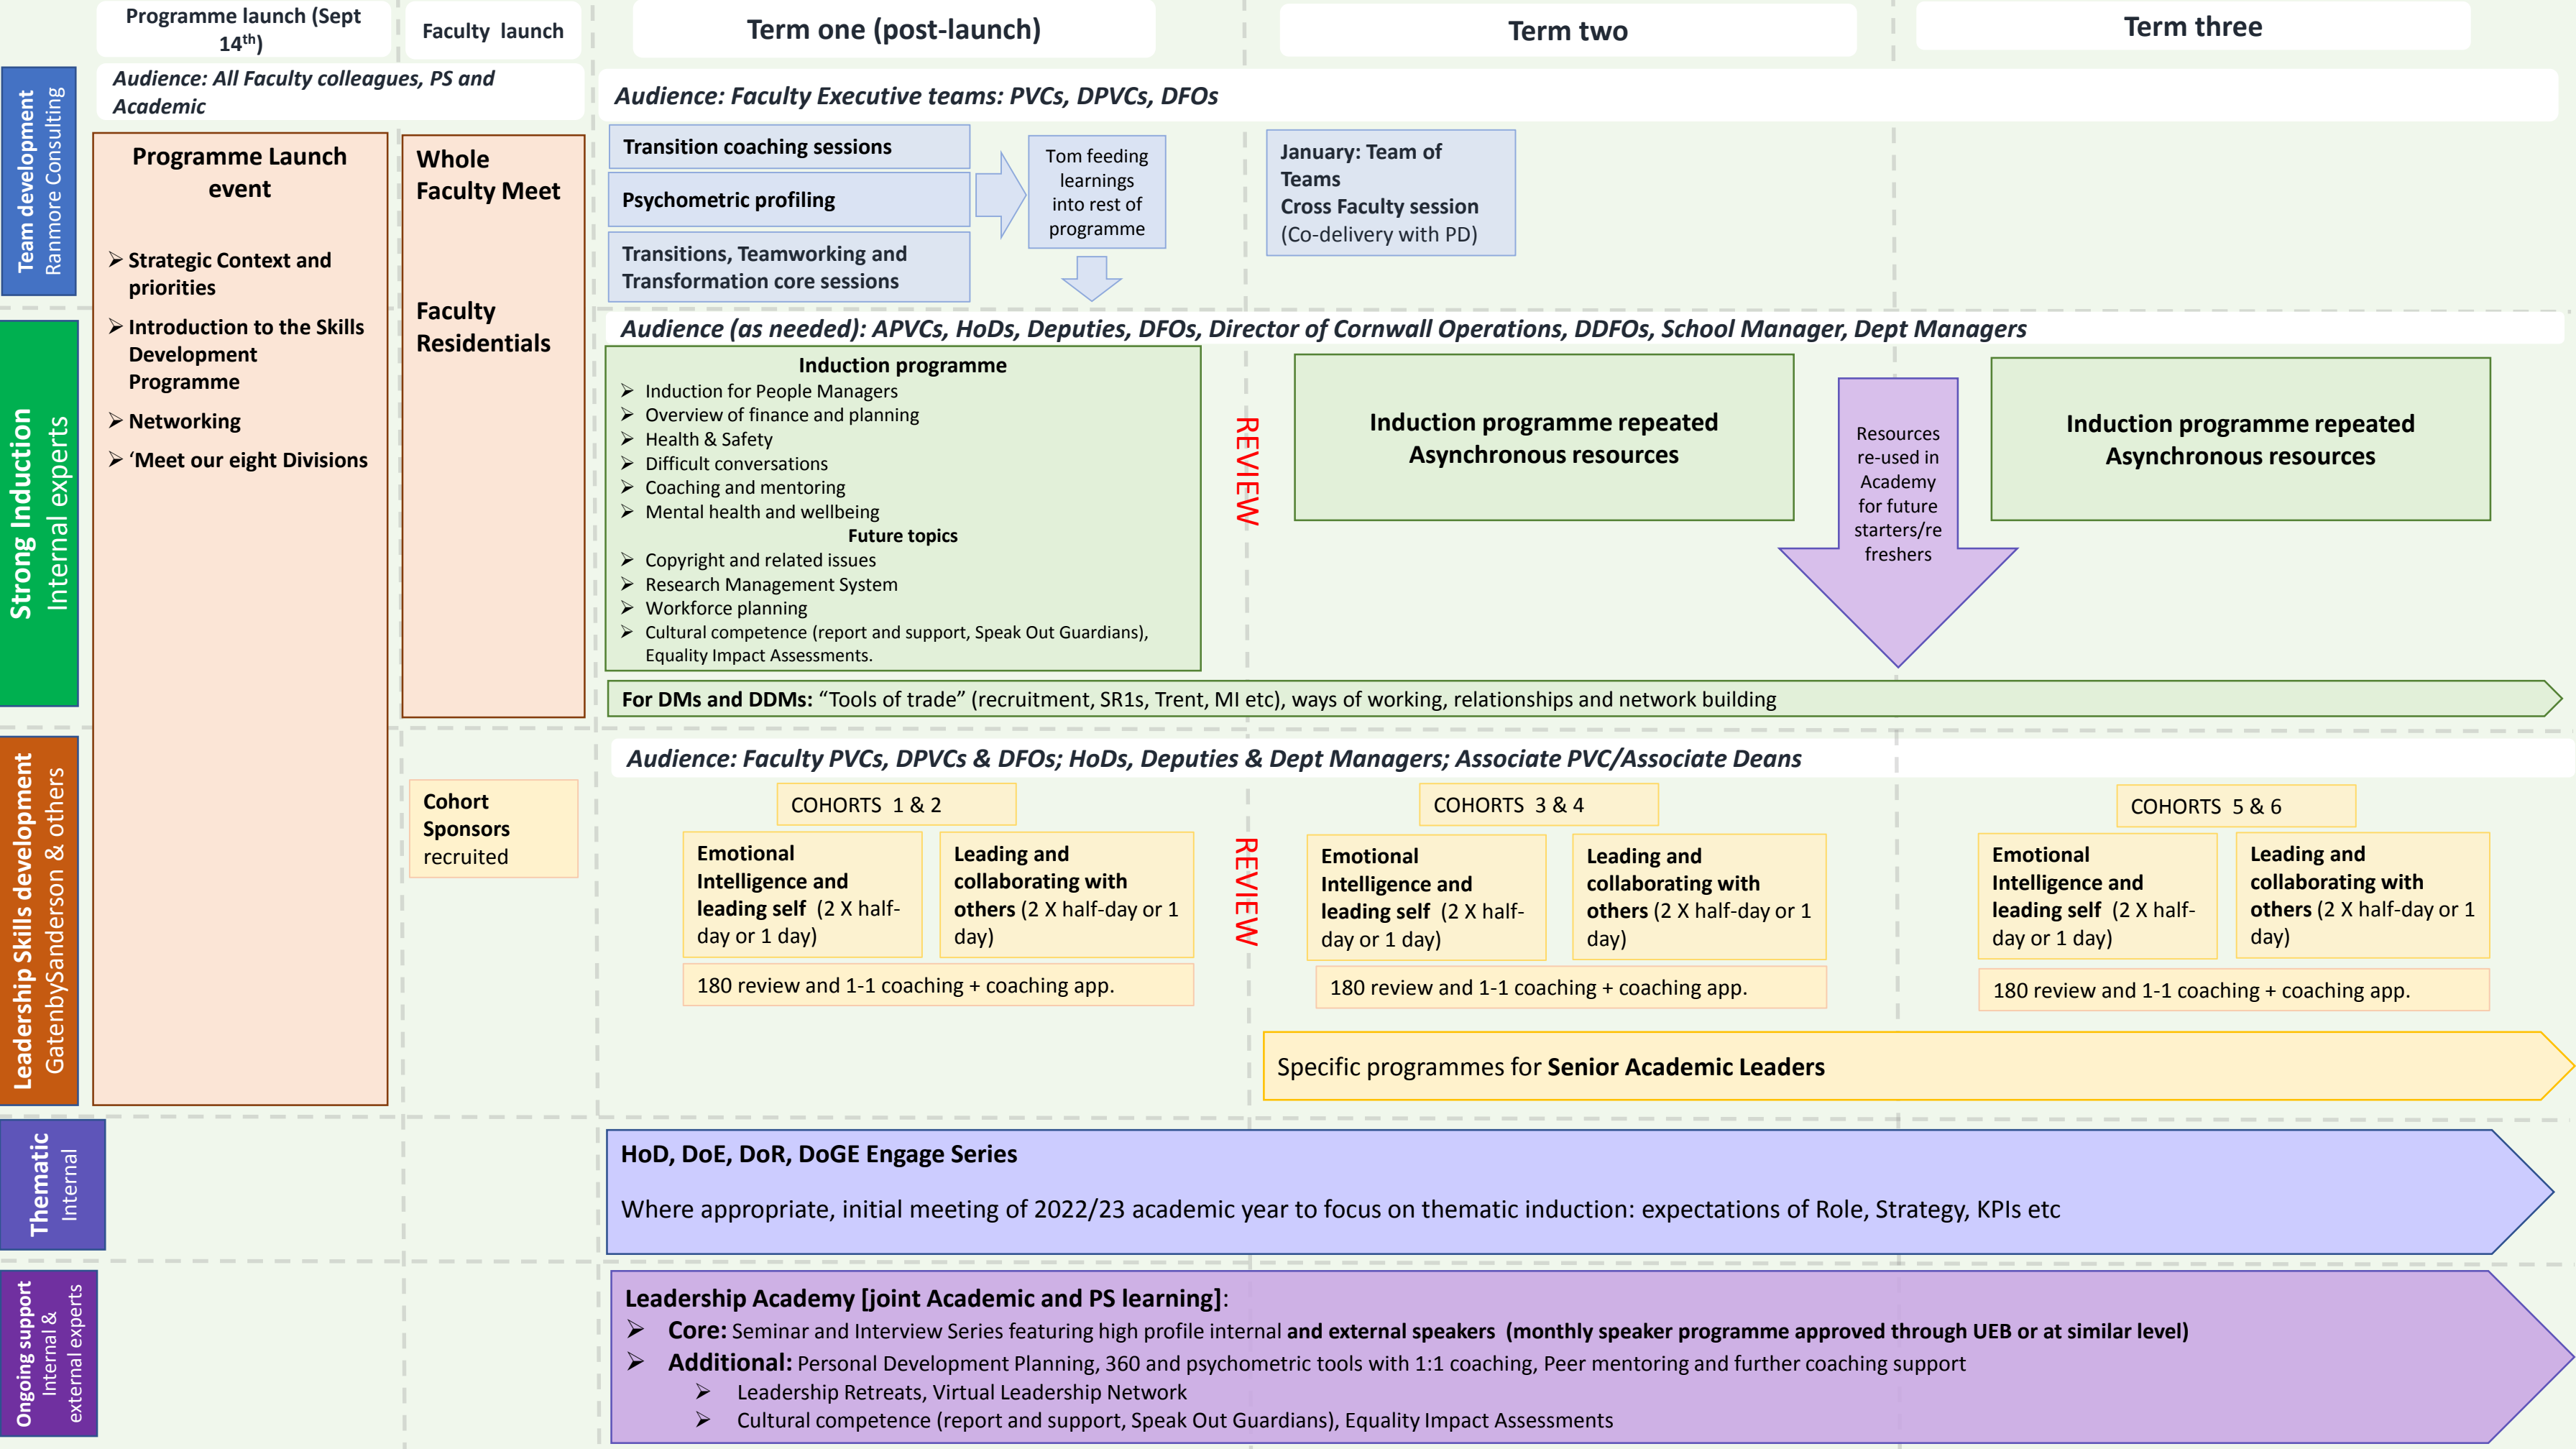 Programme launch (Sept
14th)
Faculty launch
Term one (post-launch)
Term two
Term three
Team development
Ranmore Consulting
Audience: All Faculty colleagues, PS and
Academic
Audience: Faculty Executive teams: PVCs, DPVCs, DFOs
Programme Launch
event
➢ Strategic Context and
priorities
➢ Introduction to the Skills
Development
Programme
➢ Networking
➢ ‘Meet our eight Divisions
Whole
Faculty Meet
Faculty
Residentials
Transition coaching sessions
Psychometric profiling
Transitions, Teamworking and
Transformation core sessions
Tom feeding
learnings
into rest of
programme
January: Team of
Teams
Cross Faculty session
(Co-delivery with PD)
Strong Induction
Internal experts
Audience (as needed): APVCs, HoDs, Deputies, DFOs, Director of Cornwall Operations, DDFOs, School Manager, Dept Managers
Induction programme
➢ Induction for People Managers
➢ Overview of finance and planning
➢ Health & Safety
➢ Difficult conversations
➢ Coaching and mentoring
➢ Mental health and wellbeing
Future topics
➢ Copyright and related issues
➢ Research Management System
➢ Workforce planning
➢ Cultural competence (report and support, Speak Out Guardians),
Equality Impact Assessments.
REVIEW
Induction programme repeated
Asynchronous resources
Resources
re-used in
Academy
for future
starters/re
freshers
Induction programme repeated
Asynchronous resources
For DMs and DDMs: “Tools of trade” (recruitment, SR1s, Trent, MI etc), ways of working, relationships and network building
Leadership Skills development
GatenbySanderson & others
Audience: Faculty PVCs, DPVCs & DFOs; HoDs, Deputies & Dept Managers; Associate PVC/Associate Deans
Cohort
Sponsors
recruited
COHORTS 1 & 2
Emotional
Intelligence and
leading self (2 X half-
day or 1 day)
Leading and
collaborating with
others (2 X half-day or 1
day)
180 review and 1-1 coaching + coaching app.
REVIEW
COHORTS 3 & 4
Emotional
Intelligence and
leading self (2 X half-
day or 1 day)
Leading and
collaborating with
others (2 X half-day or 1
day)
180 review and 1-1 coaching + coaching app.
COHORTS 5 & 6
Emotional
Intelligence and
leading self (2 X half-
day or 1 day)
Leading and
collaborating with
others (2 X half-day or 1
day)
180 review and 1-1 coaching + coaching app.
Specific programmes for Senior Academic Leaders
Thematic
Internal
HoD, DoE, DoR, DoGE Engage Series
Where appropriate, initial meeting of 2022/23 academic year to focus on thematic induction: expectations of Role, Strategy, KPIs etc
Ongoing support
Internal &
external experts
Leadership Academy [joint Academic and PS learning]:
➢ Core: Seminar and Interview Series featuring high profile internal and external speakers (monthly speaker programme approved through UEB or at similar level)
➢ Additional: Personal Development Planning, 360 and psychometric tools with 1:1 coaching, Peer mentoring and further coaching support
➢ Leadership Retreats, Virtual Leadership Network
➢ Cultural competence (report and support, Speak Out Guardians), Equality Impact Assessments